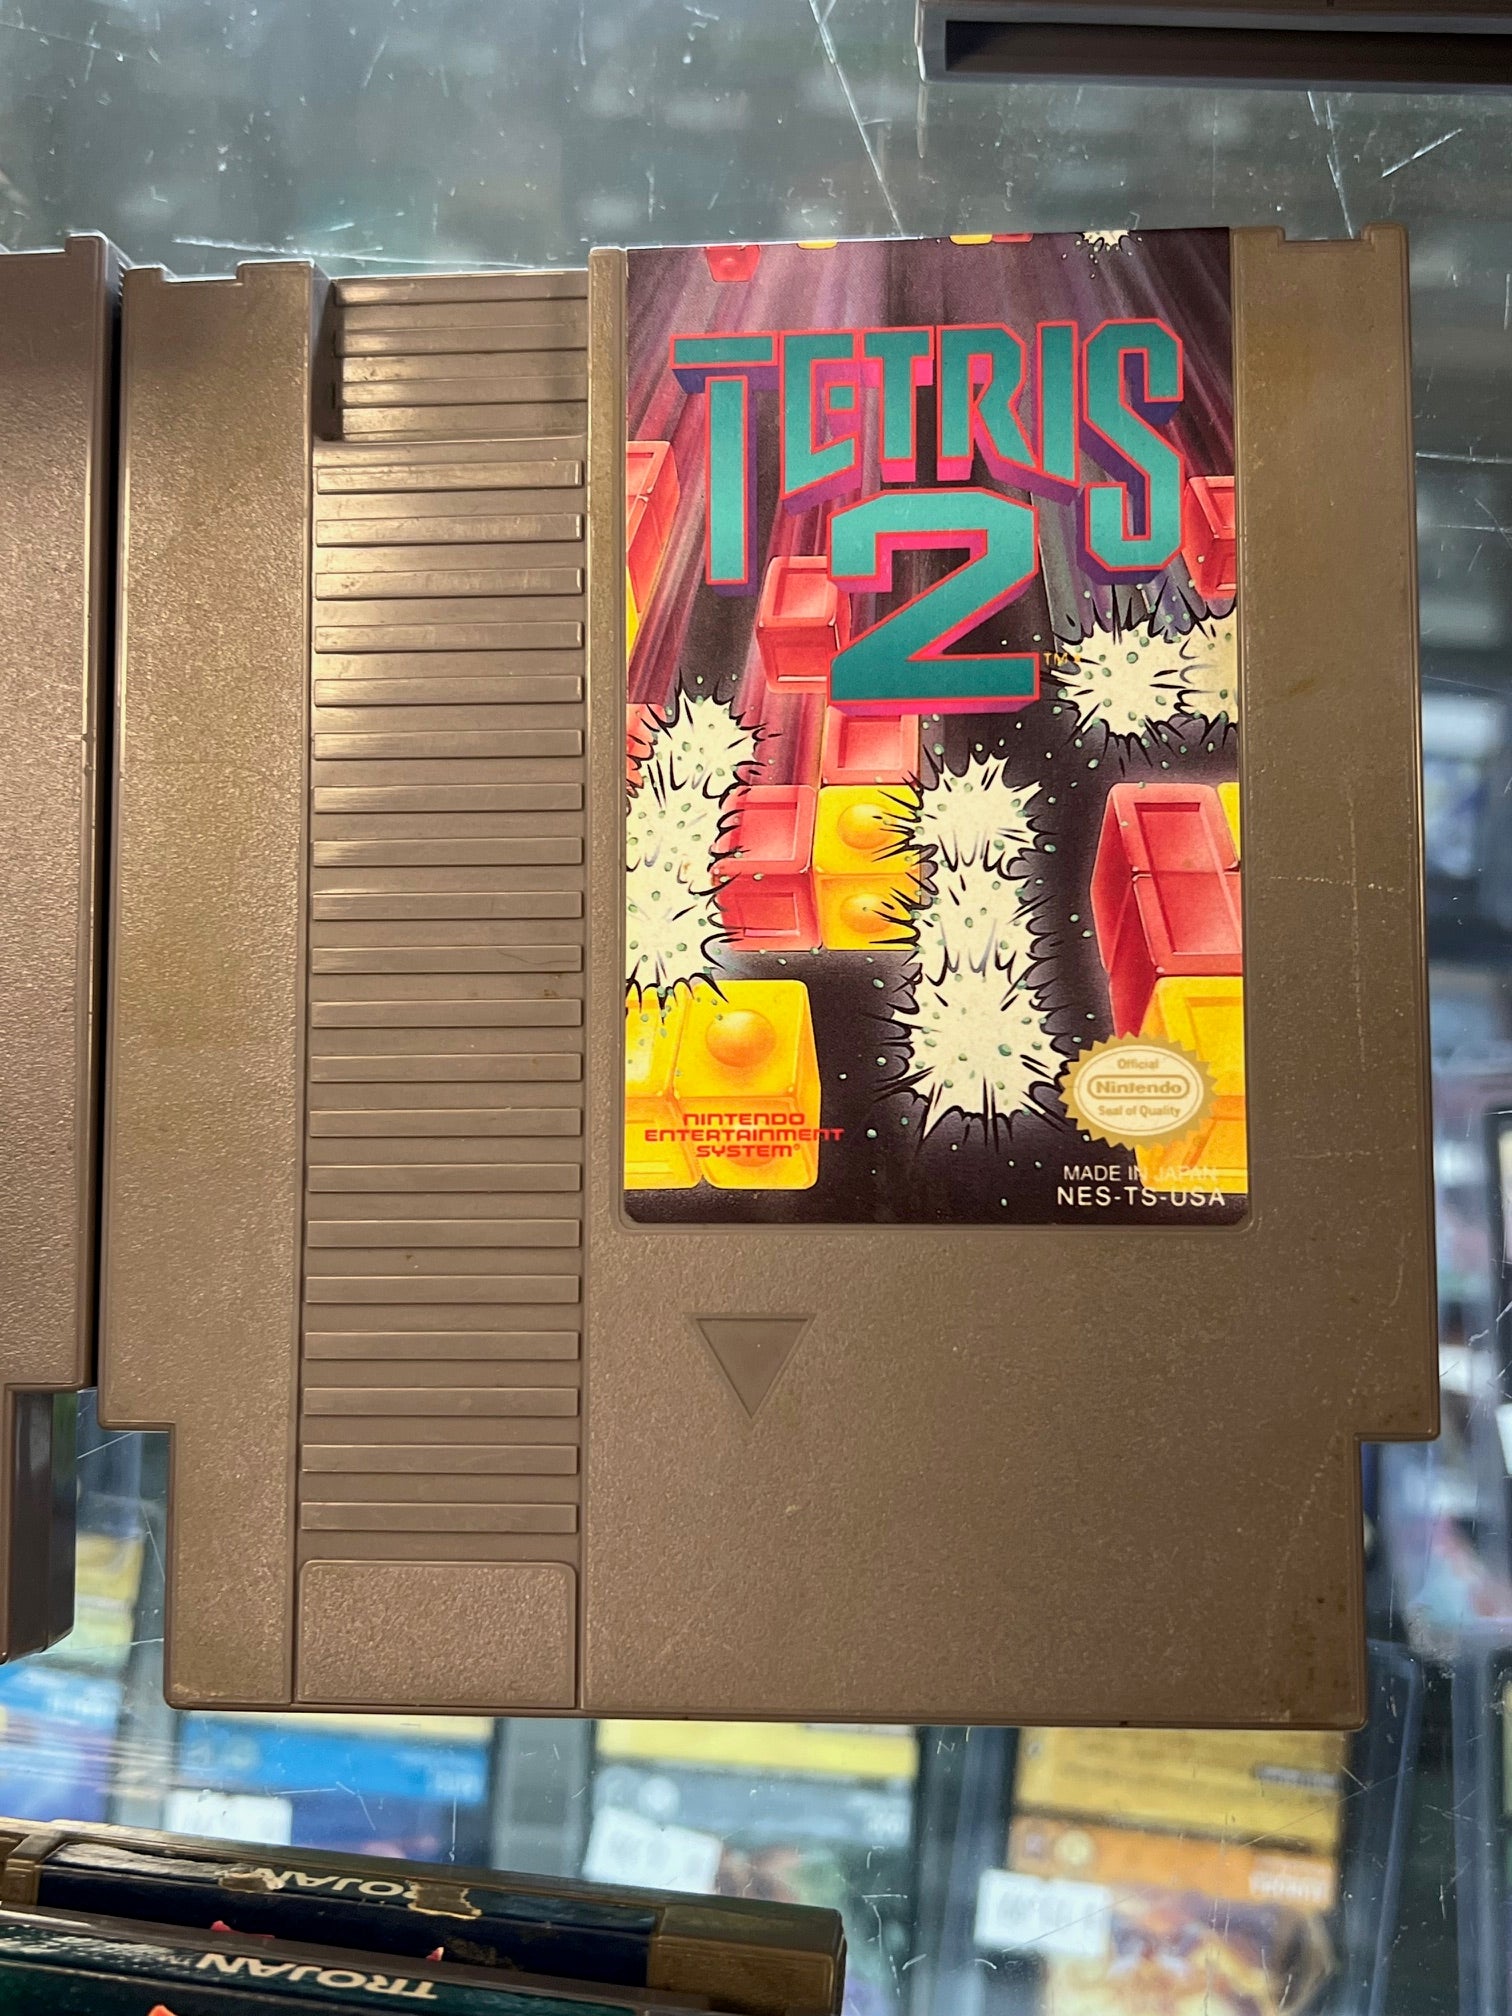 TETRIS
2
TM
Official
Nintendo
Seal of Quality
NINTENDO
ENTERTAINMENT
SYSTEM®
MADE IN JAPAN
NES-TS-USA
TROJAN
TROJAN